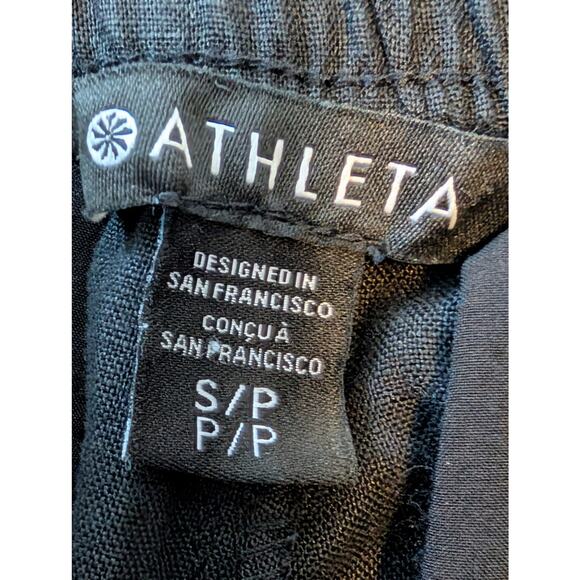 ATHLETA
DESIGNED IN
SAN FRANCISCO
CONÇU À
SAN FRANCISCO
S/P
P/P